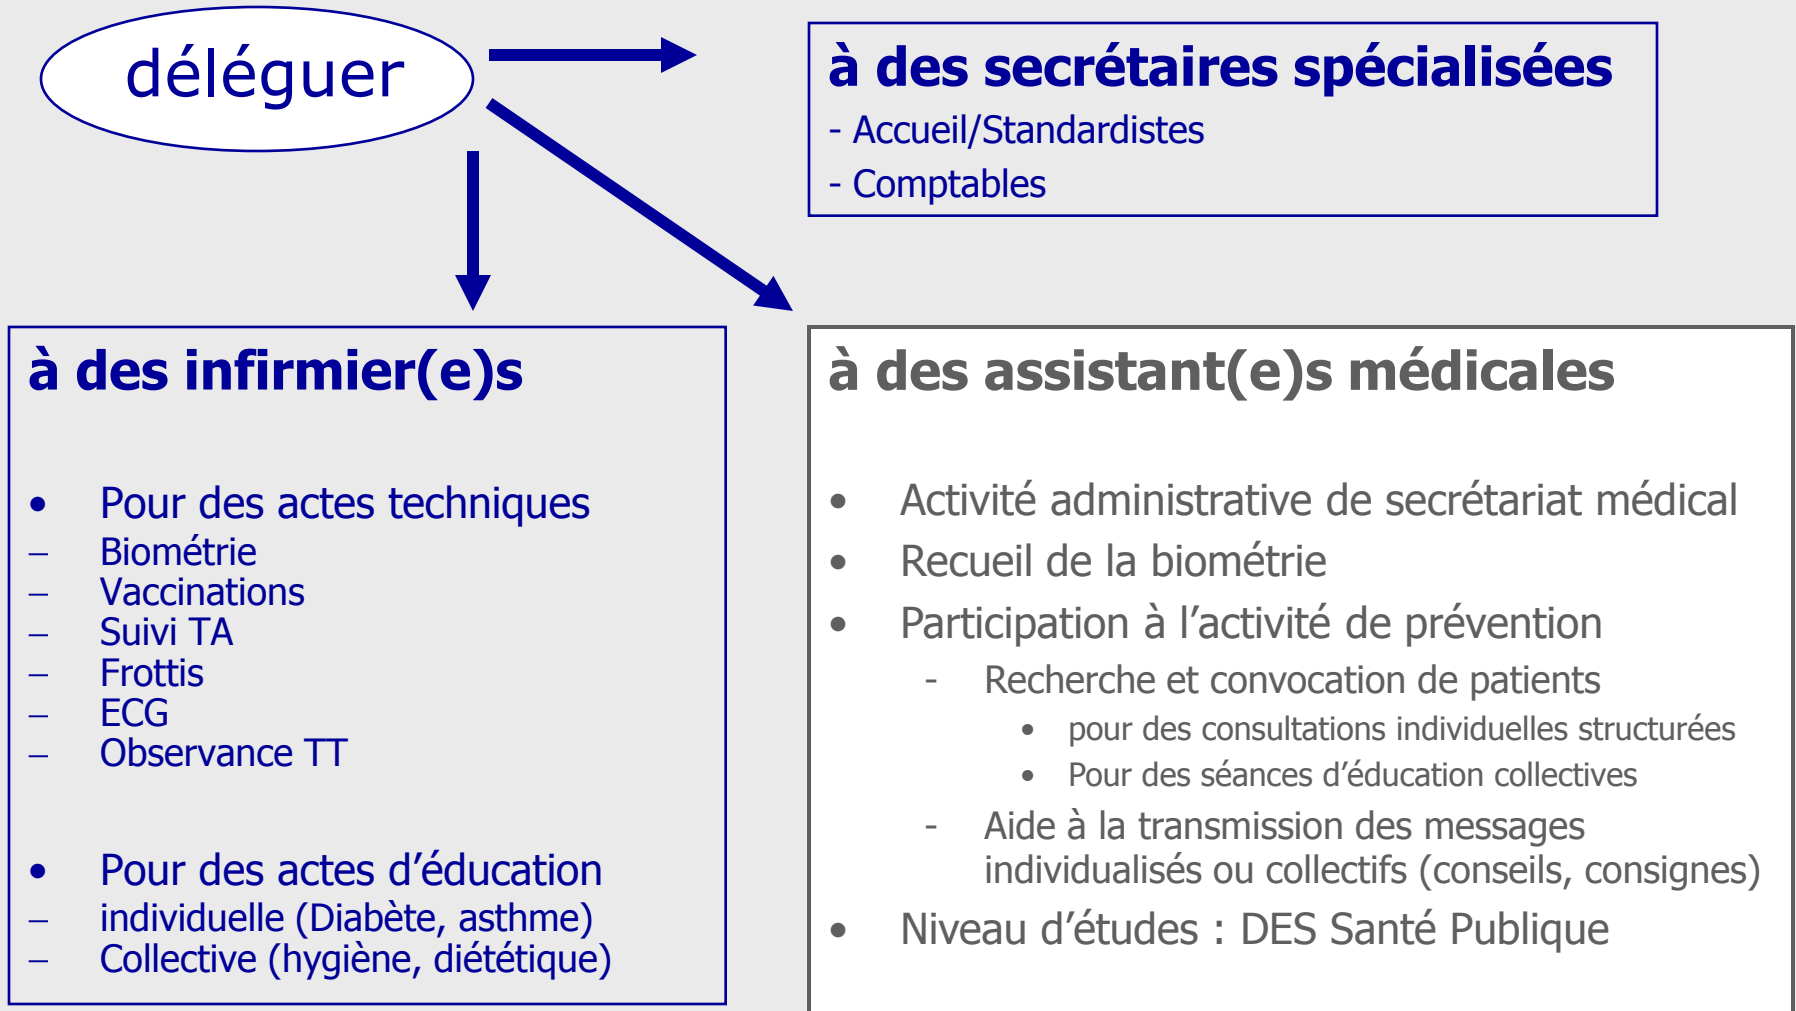 déléguer
à des secrétaires spécialisées
- Accueil/Standardistes
- Comptables
à des infirmier(e)s
• Pour des actes techniques
– Biométrie
– Vaccinations
– Suivi TA
– Frottis
– ECG
– Observance TT
• Pour des actes d’éducation
– individuelle (Diabète, asthme)
– Collective (hygiène, diététique)
à des assistant(e)s médicales
• Activité administrative de secrétariat médical
• Recueil de la biométrie
• Participation à l’activité de prévention
- Recherche et convocation de patients
• pour des consultations individuelles structurées
• Pour des séances d’éducation collectives
- Aide à la transmission des messages
individualisés ou collectifs (conseils, consignes)
• Niveau d’études : DES Santé Publique